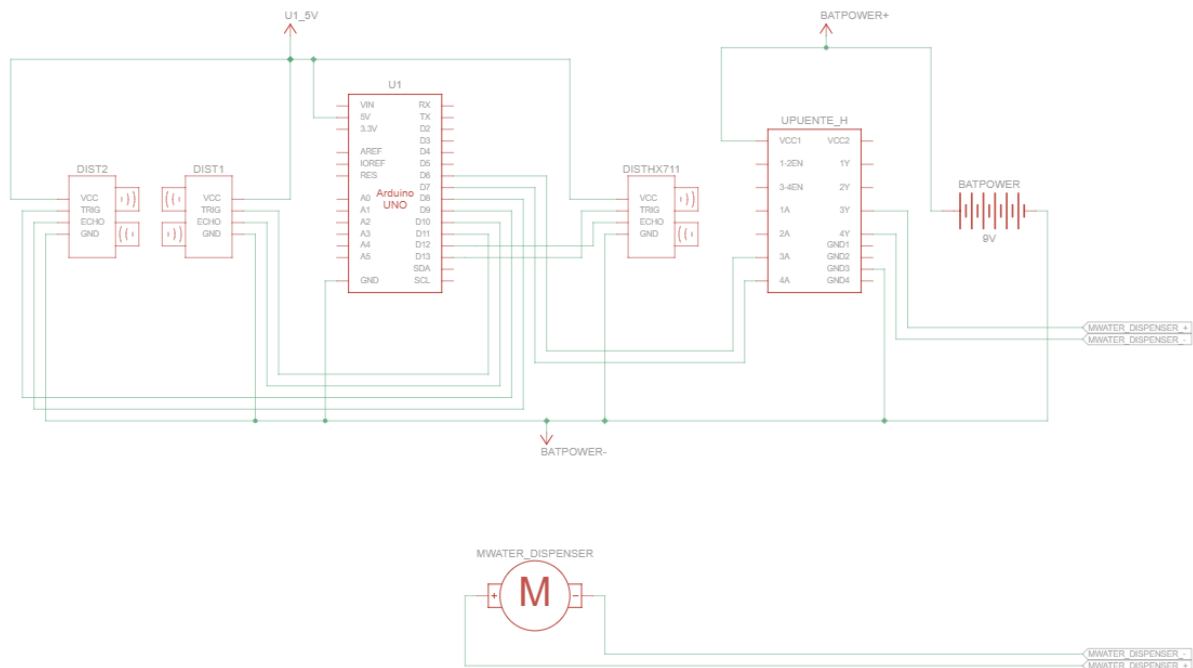 U1_5V
BATPOWER+
U1
VIN RX
5V TX
3.3V D2
D3
AREF D4
IOREF D5
RES D6
D7
A0 D8
A1 D9
A2 D10
A3 D11
A4 D12
A5 D13
SDA
GND SCL
Arduino
UNO
UPUENTE_H
VCC1 VCC2
1-2EN 1Y
3-4EN 2Y
1A 3Y
2A 4Y
GND1
GND2
3A GND3
4A GND4
DIST2
VCC
TRIG
ECHO
GND
DIST1
VCC
TRIG
ECHO
GND
DISTHX711
VCC
TRIG
ECHO
GND
BATPOWER
9V
MWATER_DISPENSER_+
MWATER_DISPENSER_-
BATPOWER-
MWATER_DISPENSER
+ M -
MWATER_DISPENSER_-
MWATER_DISPENSER_+